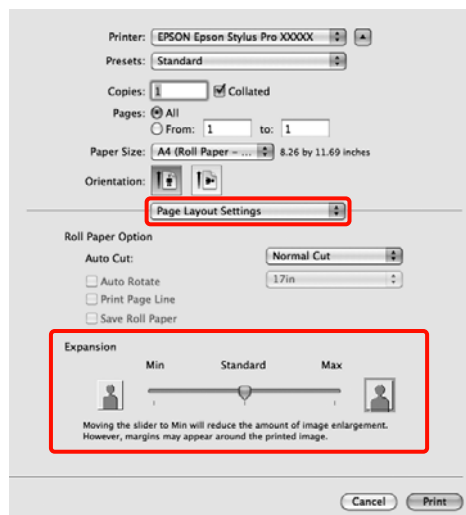 Printer: EPSON Epson Stylus Pro XXXXX
Presets: Standard
Copies: 1 Collated
Pages: All
From: 1 to: 1
Paper Size: A4 (Roll Paper – ... 8.26 by 11.69 inches
Orientation:
Page Layout Settings
Roll Paper Option
Auto Cut: Normal Cut
Auto Rotate 17in
Print Page Line
Save Roll Paper
Expansion
Min Standard Max
Moving the slider to Min will reduce the amount of image enlargement.
However, margins may appear around the printed image.
Cancel Print